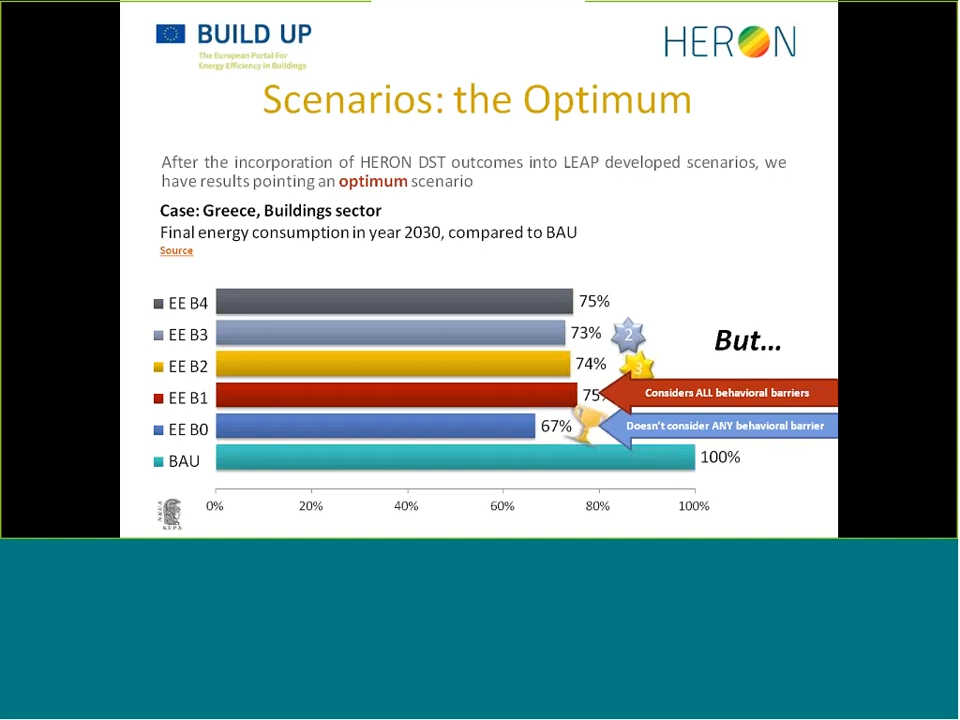 BUILD UP
The European Portal For
Energy Efficiency In Buildings
HERON
Scenarios: the Optimum
After the incorporation of HERON DST outcomes into LEAP developed scenarios, we
have results pointing an optimum scenario
Case: Greece, Buildings sector
Final energy consumption in year 2030, compared to BAU
Source
EE B4 75%
EE B3 73% 2
But...
EE B2 74% 3
EE B1 75% Considers ALL behavioral barriers
EE B0 67% Doesn't consider ANY behavioral barrier
BAU 100%
0% 20% 40% 60% 80% 100%